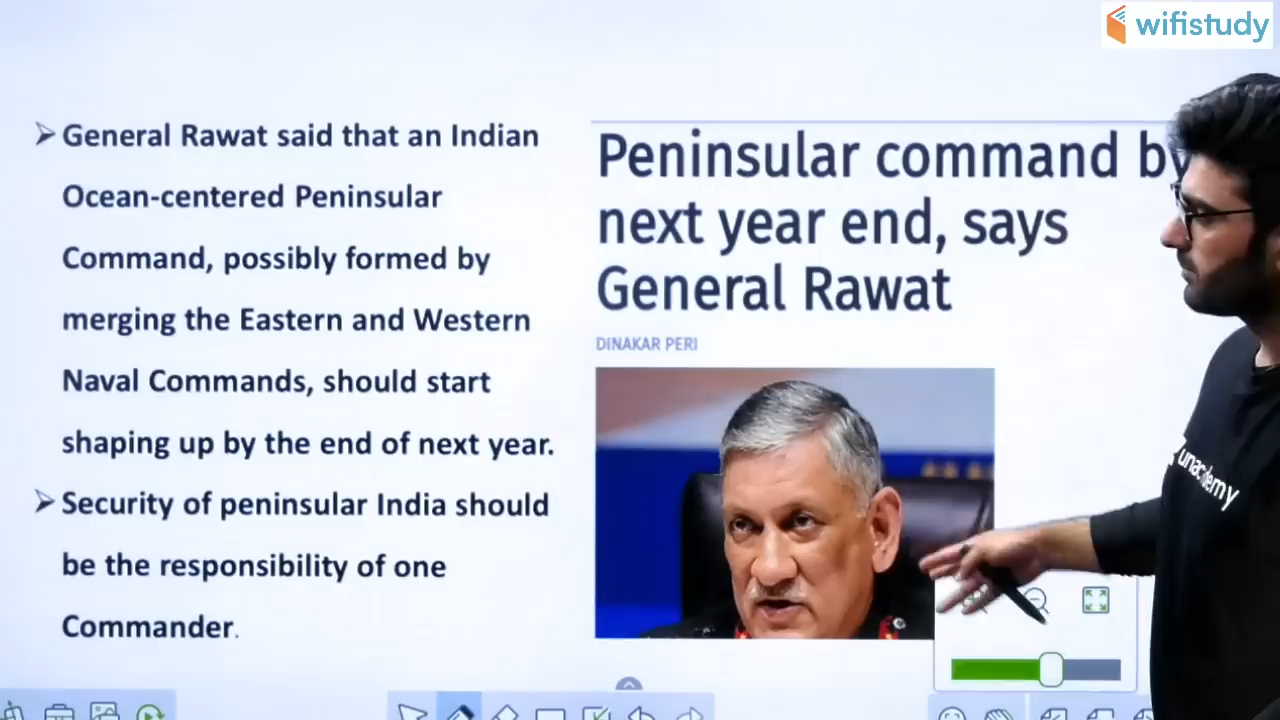 wifistudy
General Rawat said that an Indian
Ocean-centered Peninsular
Command, possibly formed by
merging the Eastern and Western
Naval Commands, should start
shaping up by the end of next year.
Security of peninsular India should
be the responsibility of one
Commander.
Peninsular command by
next year end, says
General Rawat
DINAKAR PERI
unacademy